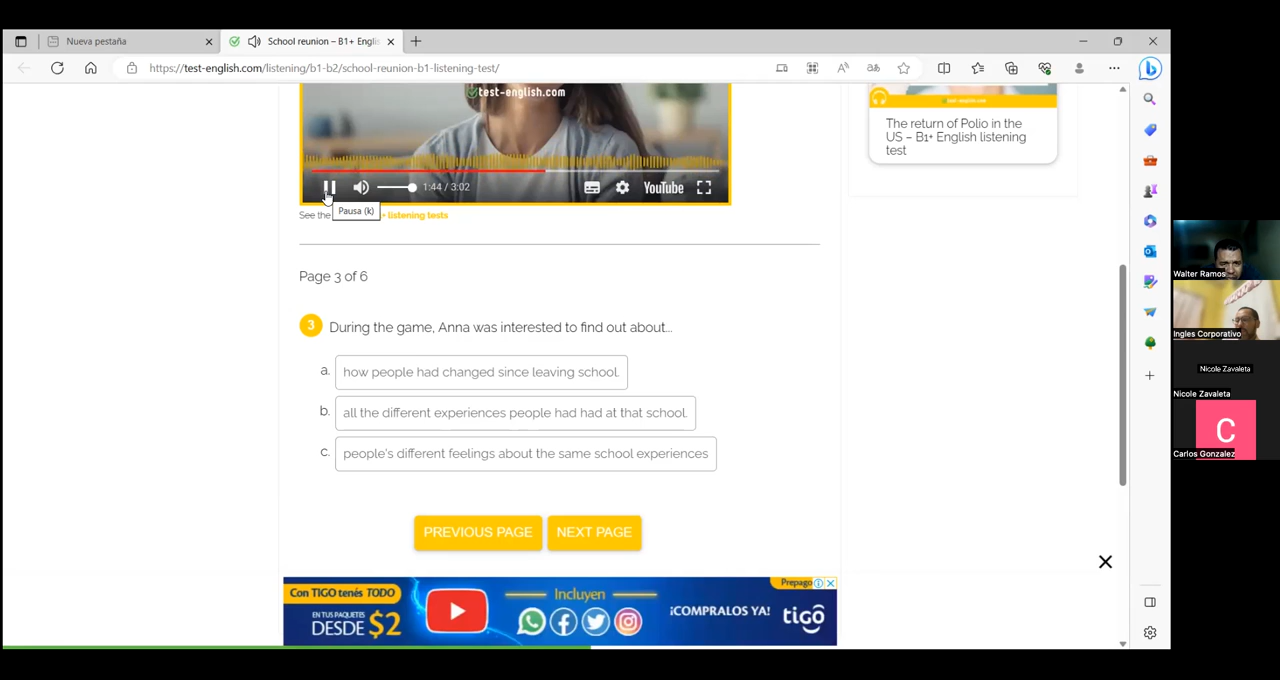 Nueva pestaña
School reunion – B1+ Englis
https://test-english.com/listening/b1-b2/school-reunion-b1-listening-test/
test-english.com
1:44 / 3:02
YouTube
Pausa (k)
See the
+ listening tests
The return of Polio in the
US – B1+ English listening
test
Page 3 of 6
3 During the game, Anna was interested to find out about...
a. how people had changed since leaving school.
b. all the different experiences people had had at that school.
c. people's different feelings about the same school experiences
PREVIOUS PAGE
NEXT PAGE
Con TIGO tenés TODO
EN TUS PAQUETES
DESDE $2
Incluyen
¡COMPRALOS YA!
Prepago
tigo
Walter Ramos
Ingles Corporativo
Nicole Zavaleta
Nicole Zavaleta
C
Carlos Gonzalez